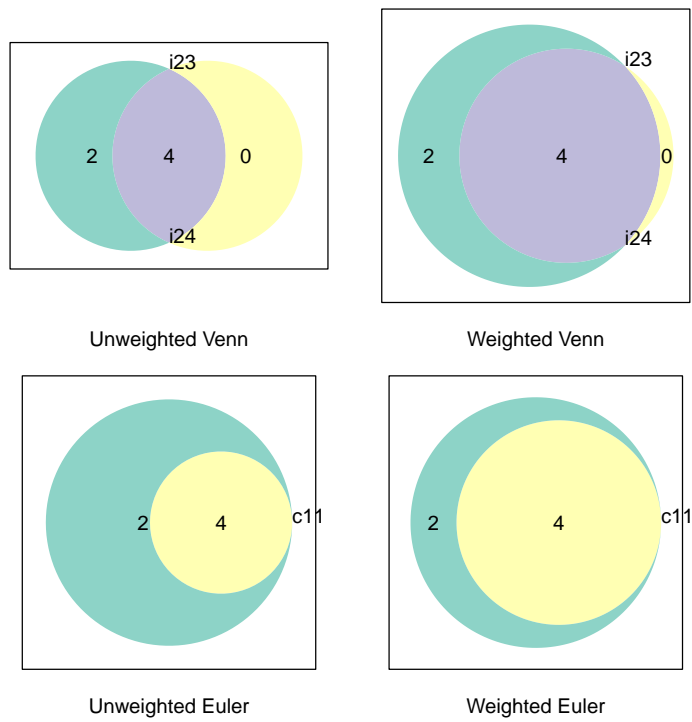 i23
2 4 0
i24
Unweighted Venn
i23
2 4 0
i24
Weighted Venn
c11
2 4
Unweighted Euler
c11
2 4
Weighted Euler